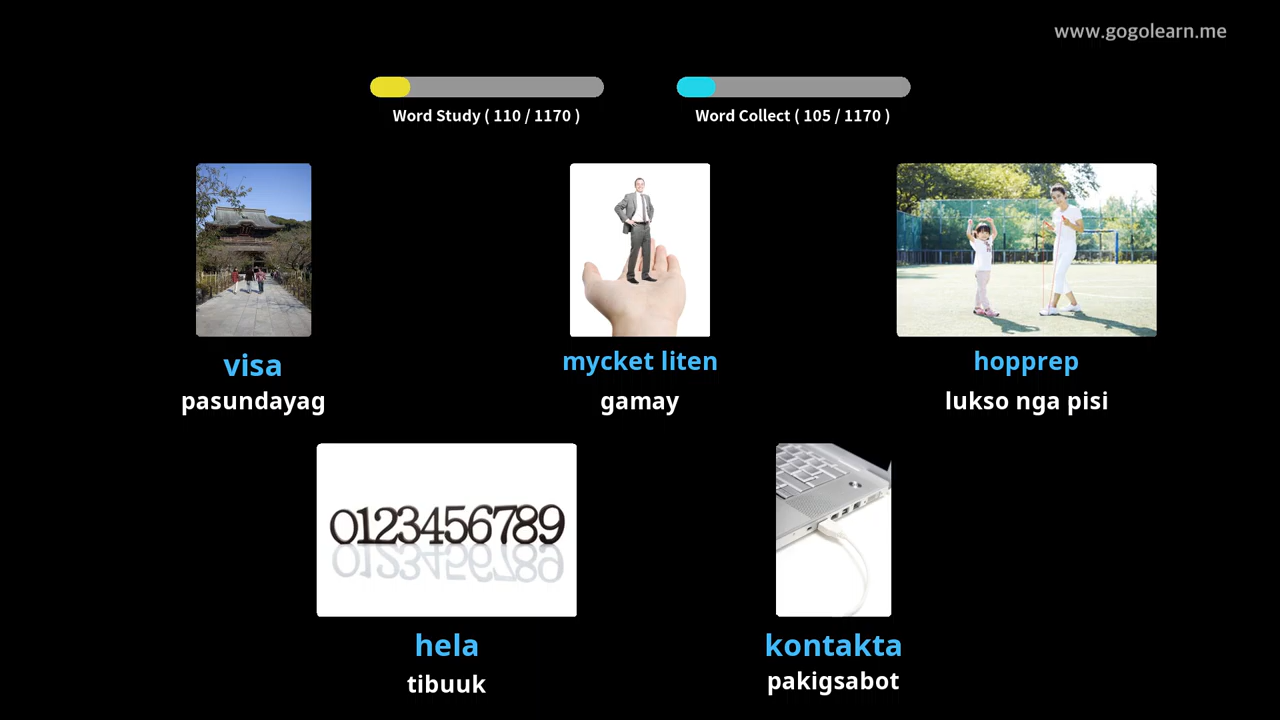 www.gogolearn.me
Word Study ( 110 / 1170 )
Word Collect ( 105 / 1170 )
visa
pasundayag
mycket liten
gamay
hopprep
lukso nga pisi
0123456789
hela
tibuuk
kontakta
pakigsabot